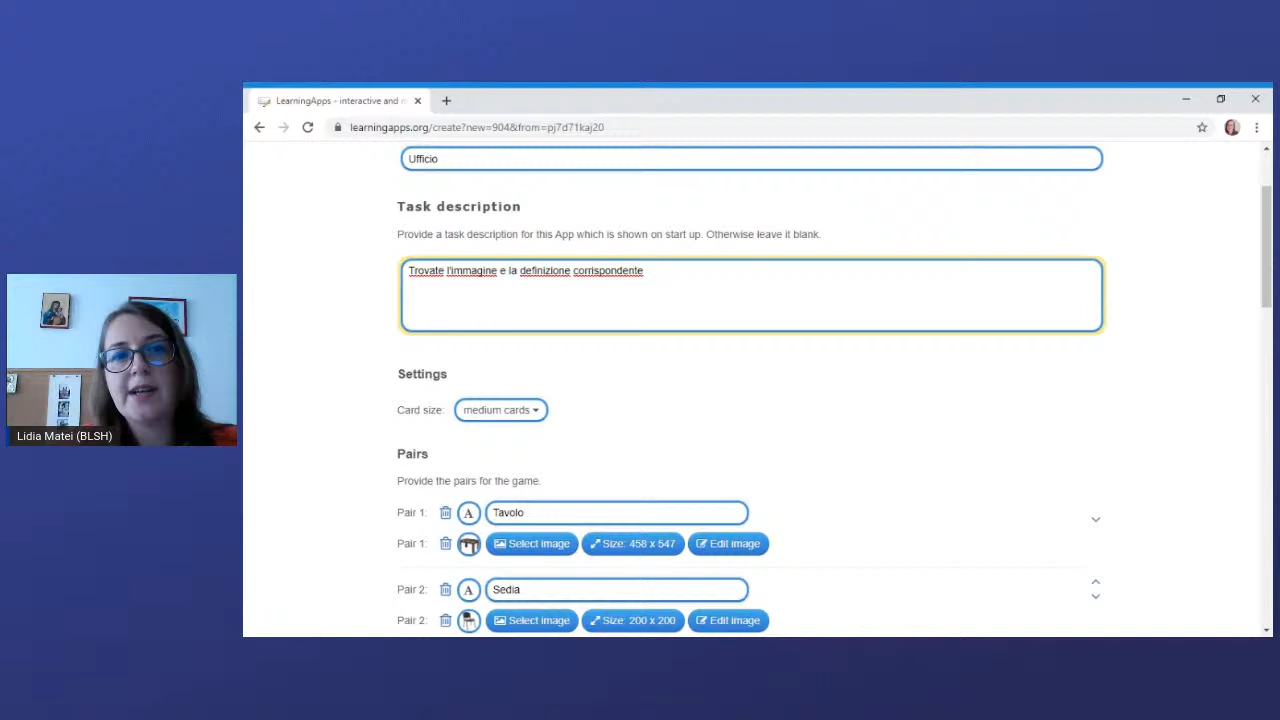 LearningApps - interactive and m
learningapps.org/create?new=904&from=pj7d71kaj20
Ufficio
Task description
Provide a task description for this App which is shown on start up. Otherwise leave it blank.
Trovate l'immagine e la definizione corrispondente
Settings
Card size: medium cards
Pairs
Provide the pairs for the game.
Pair 1: A Tavolo
Pair 1: Select image Size: 458 x 547 Edit image
Pair 2: A Sedia
Pair 2: Select image Size: 200 x 200 Edit image
Lidia Matei (BLSH)